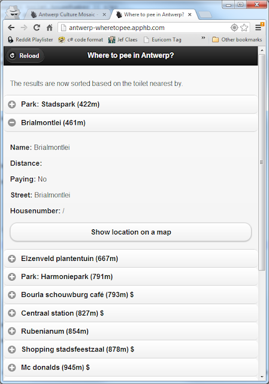 Antwerp Culture Mosaic
Where to pee in Antwerp?
antwerp-wheretopee.apphb.com
Reddit Playlister
c# code format
Jef Claes
Euricom Tag
»
Other bookmarks
Reload
Where to pee in Antwerp?
The results are now sorted based on the toilet nearest by.
Park: Stadspark (422m)
Brialmontlei (461m)
Name: Brialmontlei
Distance:
Paying: No
Street: Brialmontlei
Housenumber: /
Show location on a map
Elzenveld plantentuin (667m)
Park: Harmoniepark (791m)
Bourla schouwburg café (793m) $
Centraal station (827m) $
Rubenianum (854m)
Shopping stadsfeestzaal (878m) $
Mc donalds (945m) $